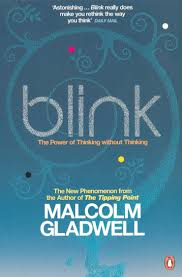 'Astonishing ... Blink really does
make you rethink the way you
think' DAILY MAIL
blink
The Power of Thinking without Thinking
The New Phenomenon from
the Author of The Tipping Point
MALCOLM
GLADWELL